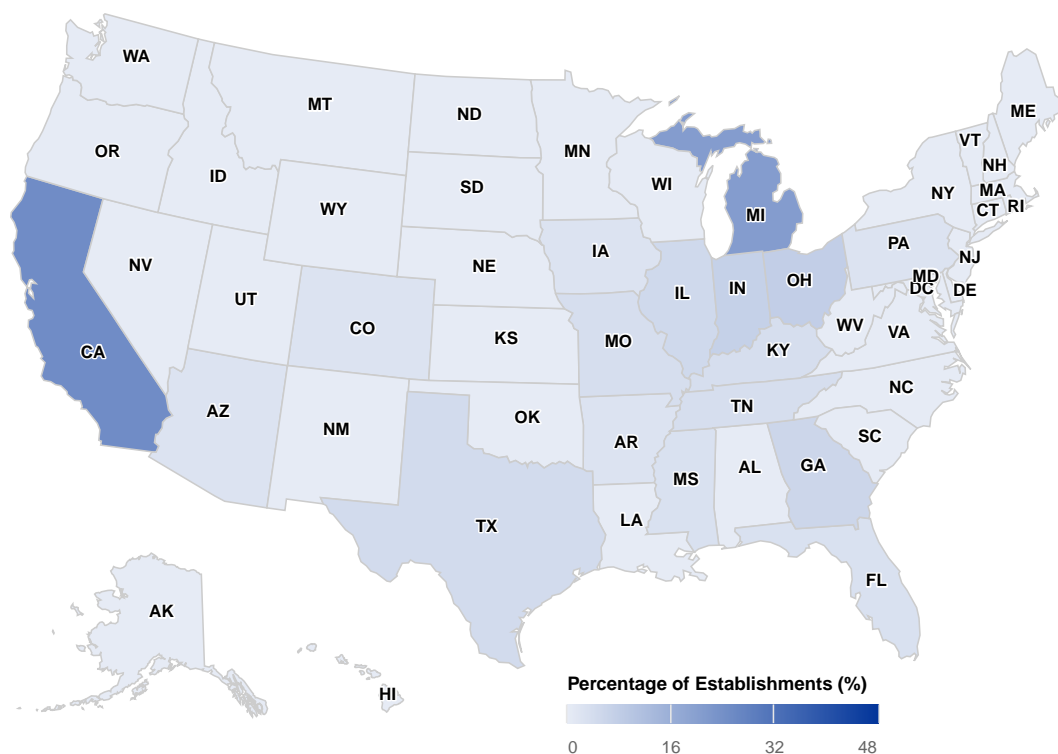 WA
MT
ND
ME
VT
OR
MN
NH
ID
SD
WI
MA
NY
WY
MI
CT
RI
PA
IA
NJ
NV
NE
MD
OH
DC
DE
IN
IL
UT
CO
WV
VA
KS
MO
CA
KY
NC
AZ
TN
OK
NM
SC
AR
GA
AL
MS
LA
TX
FL
AK
HI
Percentage of Establishments (%)
0 16 32 48